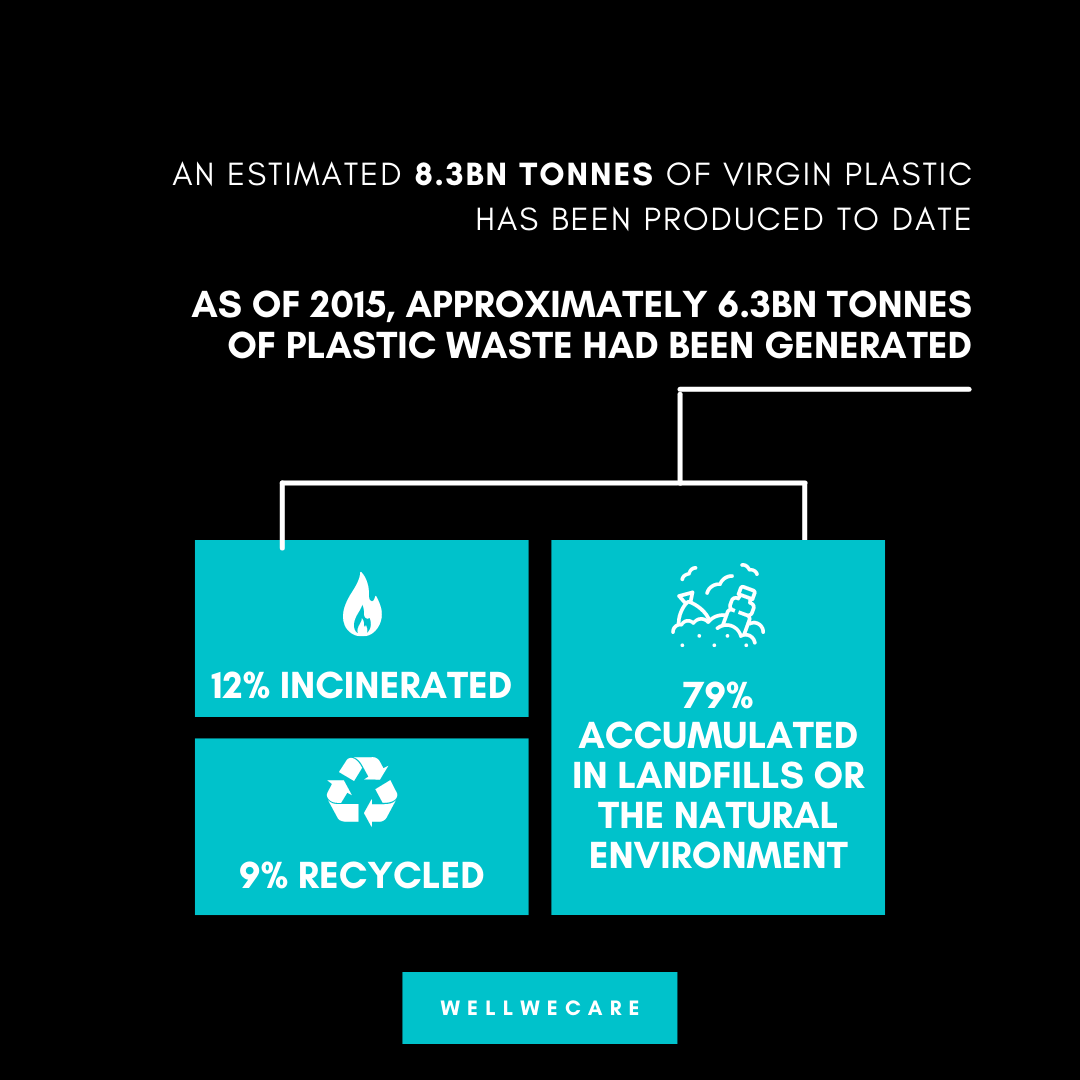 AN ESTIMATED 8.3BN TONNES OF VIRGIN PLASTIC
HAS BEEN PRODUCED TO DATE
AS OF 2015, APPROXIMATELY 6.3BN TONNES
OF PLASTIC WASTE HAD BEEN GENERATED
12% INCINERATED
9% RECYCLED
79%
ACCUMULATED
IN LANDFILLS OR
THE NATURAL
ENVIRONMENT
WELLWECARE